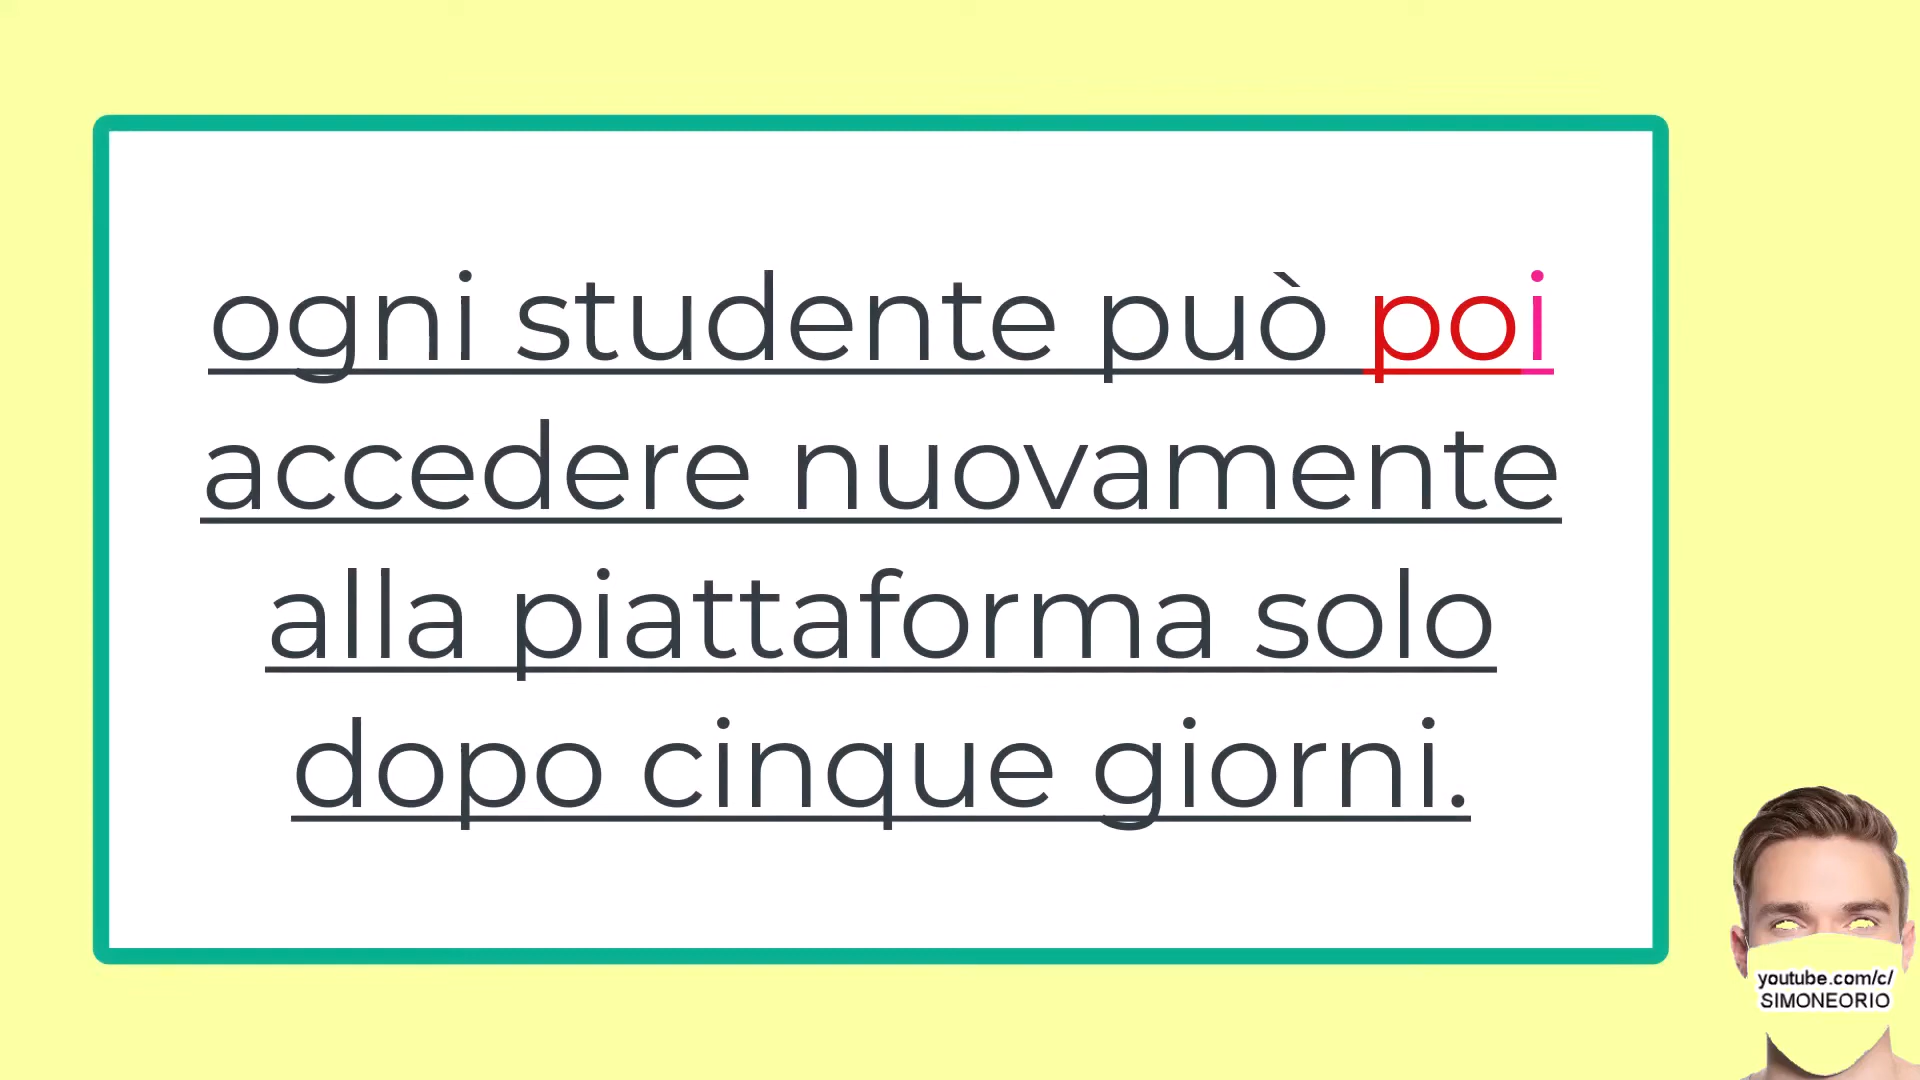 ogni studente può poi
accedere nuovamente
alla piattaforma solo
dopo cinque giorni.
youtube.com/c/
SIMONEORIO